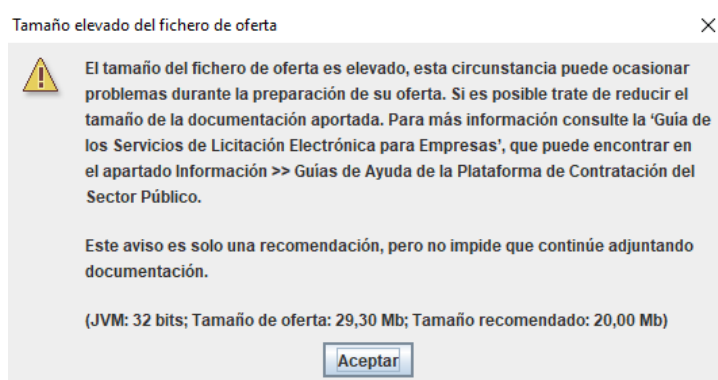 Tamaño elevado del fichero de oferta
El tamaño del fichero de oferta es elevado, esta circunstancia puede ocasionar
problemas durante la preparación de su oferta. Si es posible trate de reducir el
tamaño de la documentación aportada. Para más información consulte la 'Guía de
los Servicios de Licitación Electrónica para Empresas', que puede encontrar en
el apartado Información >> Guías de Ayuda de la Plataforma de Contratación del
Sector Público.
Este aviso es solo una recomendación, pero no impide que continúe adjuntando
documentación.
(JVM: 32 bits; Tamaño de oferta: 29,30 Mb; Tamaño recomendado: 20,00 Mb)
Aceptar